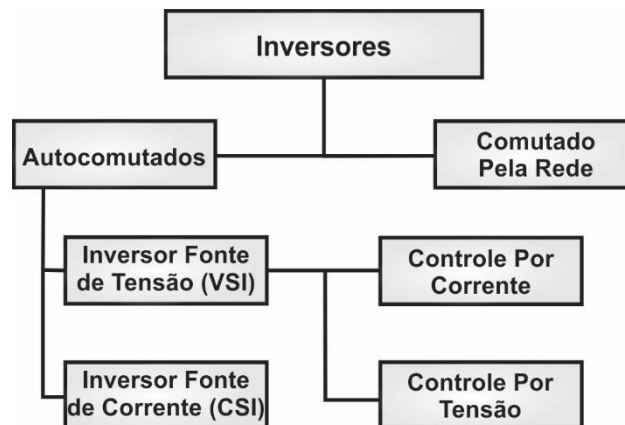 Inversores
Autocomutados
Comutado
Pela Rede
Inversor Fonte
de Tensão (VSI)
Controle Por
Corrente
Inversor Fonte
de Corrente (CSI)
Controle Por
Tensão